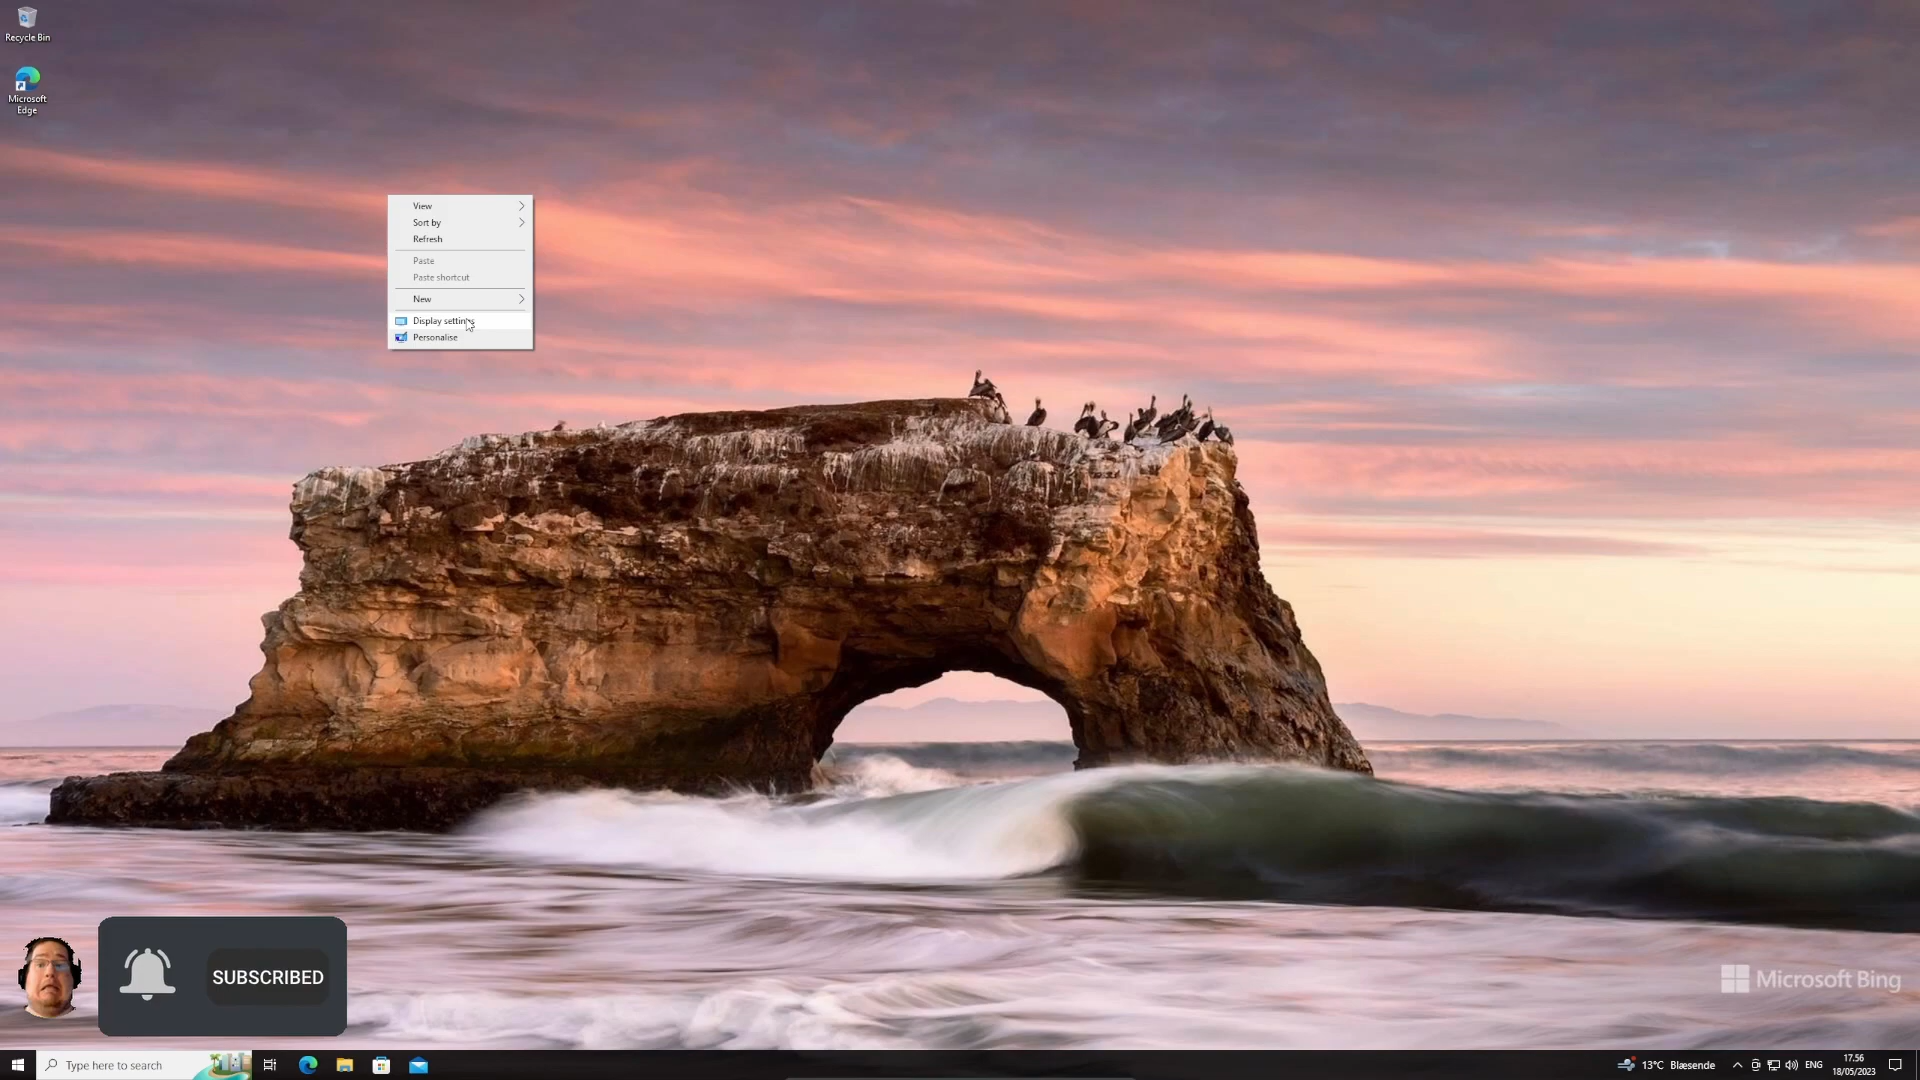 Recycle Bin
Microsoft
Edge
View
Sort by
Refresh
Paste
Paste shortcut
New
Display settings
Personalise
SUBSCRIBED
Microsoft Bing
Type here to search
13°C Blæsende
ENG
17.56
18/05/2023